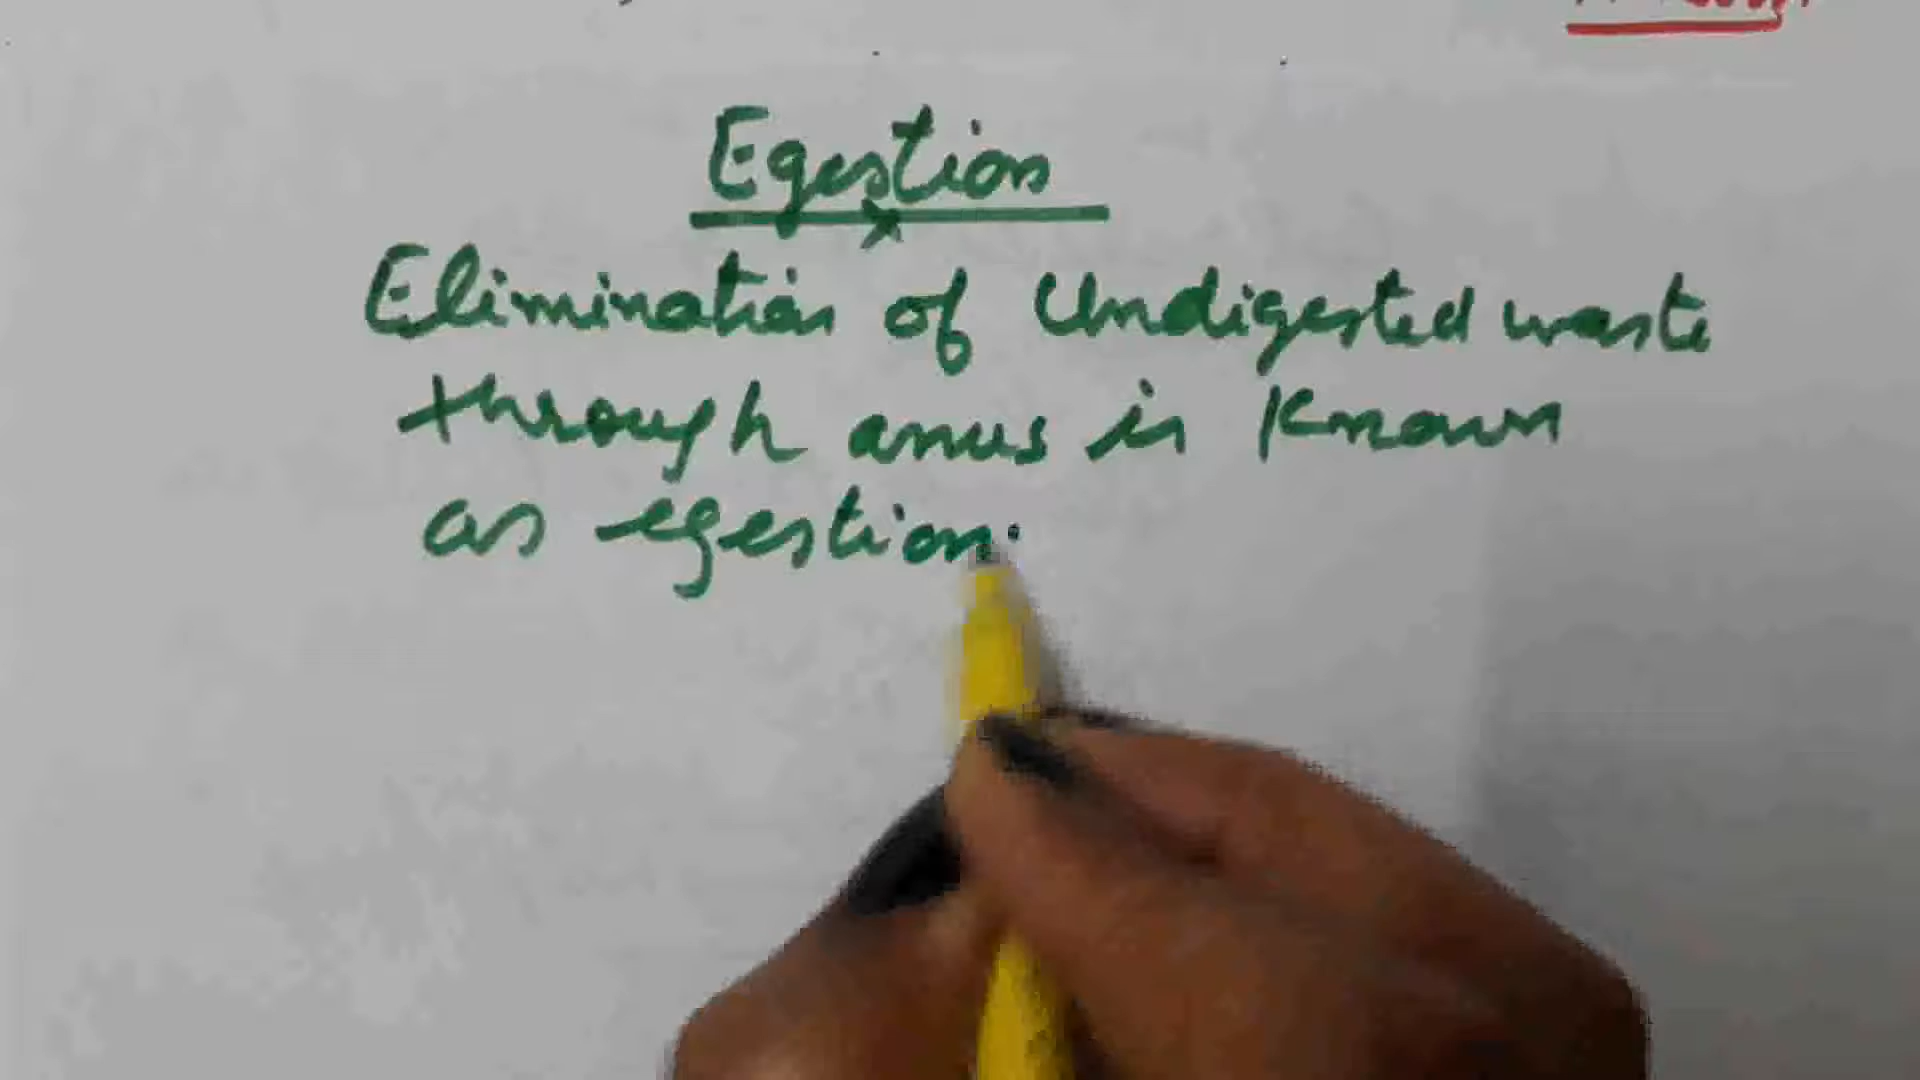 Egestion
Elimination of Undigested waste
through anus is Known
as egestion.